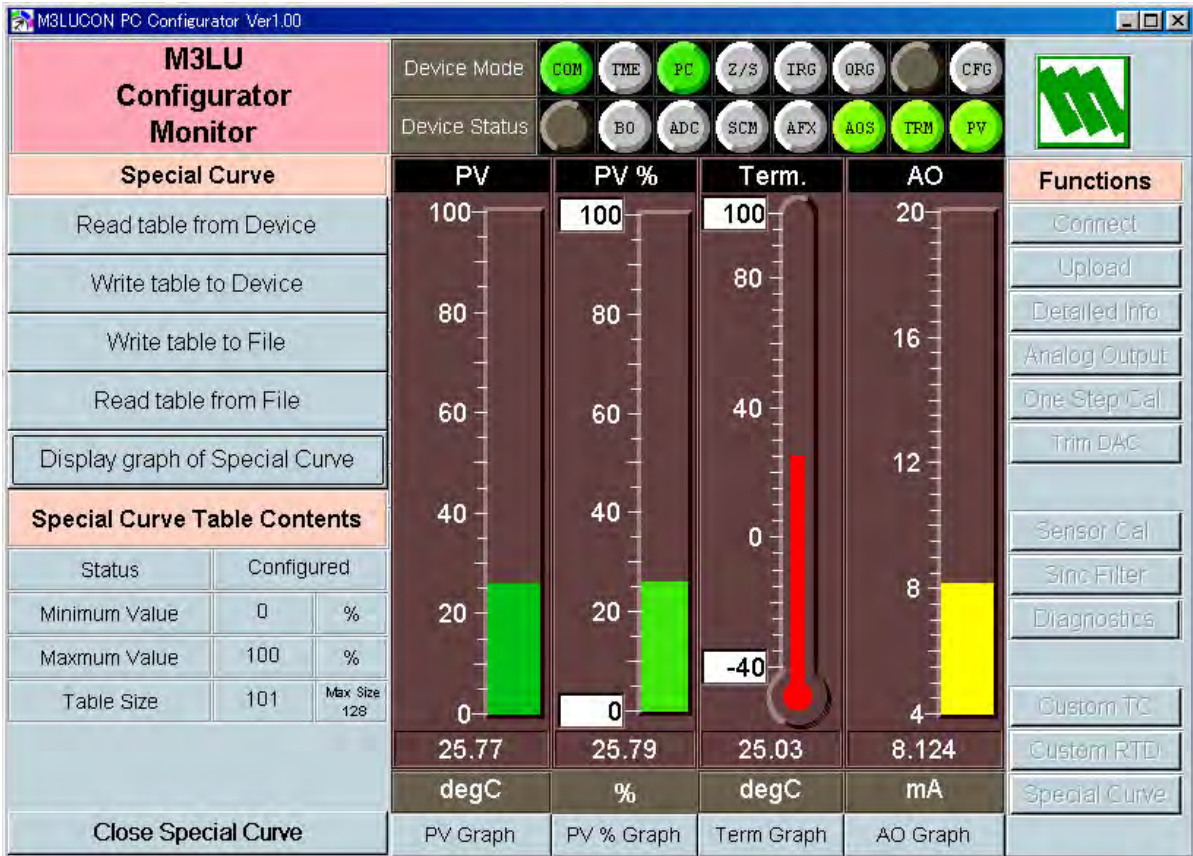 M3LUCON PC Configurator Ver1.00
M3LU
Configurator
Monitor
Device Mode COM TME PC Z/S IRG ORG CFG
Device Status BO ADC SCM AFX AOS TRM PV
Special Curve
Read table from Device
Write table to Device
Write table to File
Read table from File
Display graph of Special Curve
Special Curve Table Contents
Status Configured
Minimum Value 0 %
Maxmum Value 100 %
Table Size 101 Max Size
128
Close Special Curve
PV
100
80
60
40
20
0
25.77
degC
PV Graph
PV %
100
80
60
40
20
0
25.79
%
PV % Graph
Term.
100
80
40
0
-40
25.03
degC
Term Graph
AO
20
16
12
8
4
8.124
mA
AO Graph
Functions
Connect
Upload
Detailed Info
Analog Output
One Step Cal
Trim DAC
Sensor Cal
Sinc Filter
Diagnostics
Custom TC
Custom RTD
Special Curve